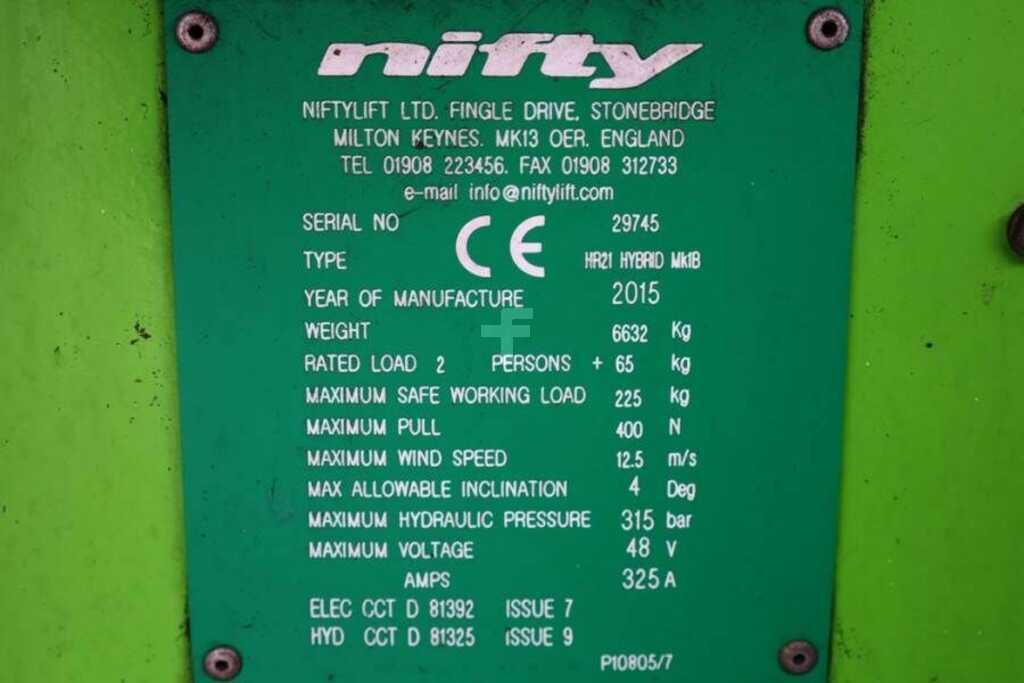 nifty
NIFTYLIFT LTD. FINGLE DRIVE, STONEBRIDGE
MILTON KEYNES. MK13 OER. ENGLAND
TEL 01908 223456. FAX 01908 312733
e-mail info@niftylift.com
SERIAL NO CE 29745
TYPE HR21 HYBRID Mk1B
YEAR OF MANUFACTURE 2015
WEIGHT 6632 Kg
RATED LOAD 2 PERSONS + 65 kg
MAXIMUM SAFE WORKING LOAD 225 kg
MAXIMUM PULL 400 N
MAXIMUM WIND SPEED 12.5 m/s
MAX ALLOWABLE INCLINATION 4 Deg
MAXIMUM HYDRAULIC PRESSURE 315 bar
MAXIMUM VOLTAGE 48 V
AMPS 325 A
ELEC CCT D 81392 ISSUE 7
HYD CCT D 81325 ISSUE 9
P10805/7